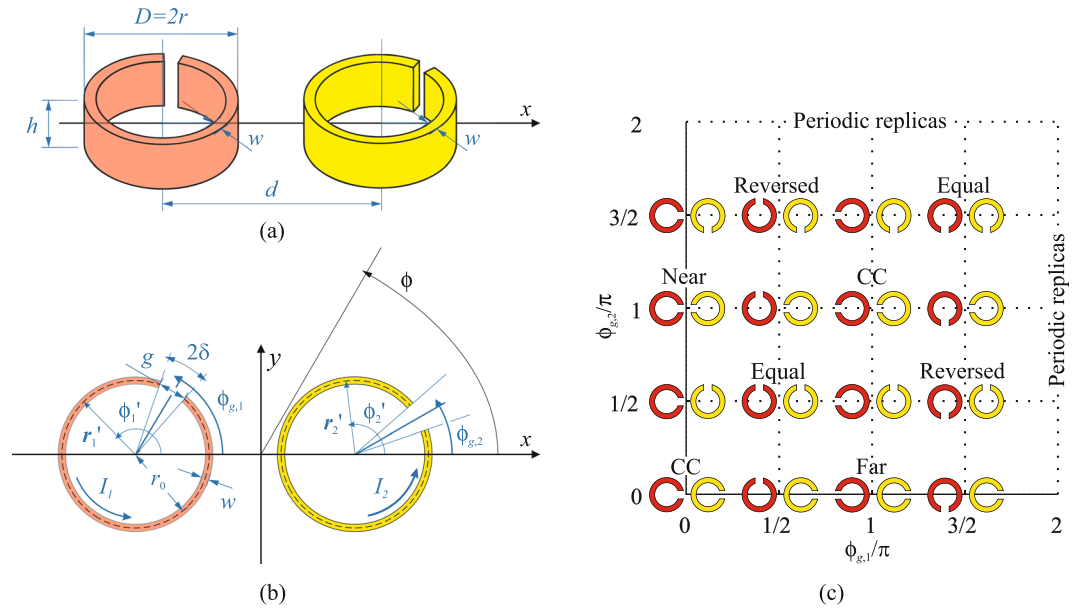 D=2r
h
w
w
x
d
(a)
ϕ
y
2δ
g
ϕg,1
ϕ1'
r1'
r0
I1
w
r2'
ϕ2'
ϕg,2
I2
x
(b)
2
Periodic replicas
Reversed
Equal
3/2
Near
CC
Periodic replicas
ϕg,2/π
1
Equal
Reversed
1/2
CC
Far
0
0
1/2
1
3/2
2
ϕg,1/π
(c)